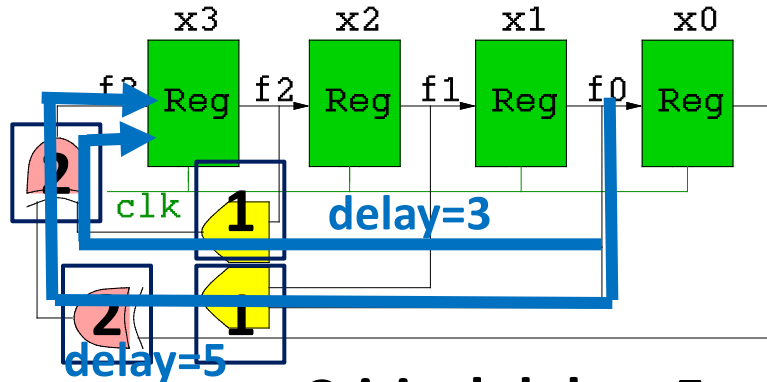 x3 x2 x1 x0
Reg f2 Reg f1 Reg f0 Reg
2
clk 1 delay=3
2 1
delay=5